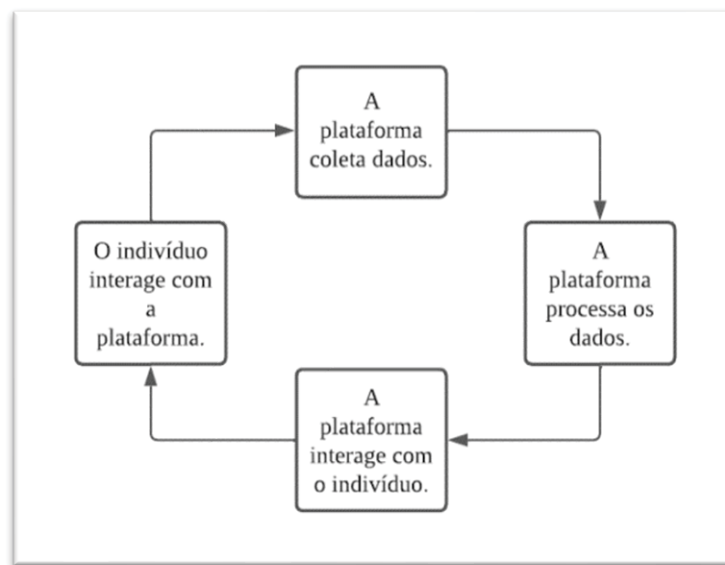 A
plataforma
coleta dados.
O indivíduo
interage com
a
plataforma.
A
plataforma
processa os
dados.
A
plataforma
interage com
o indivíduo.